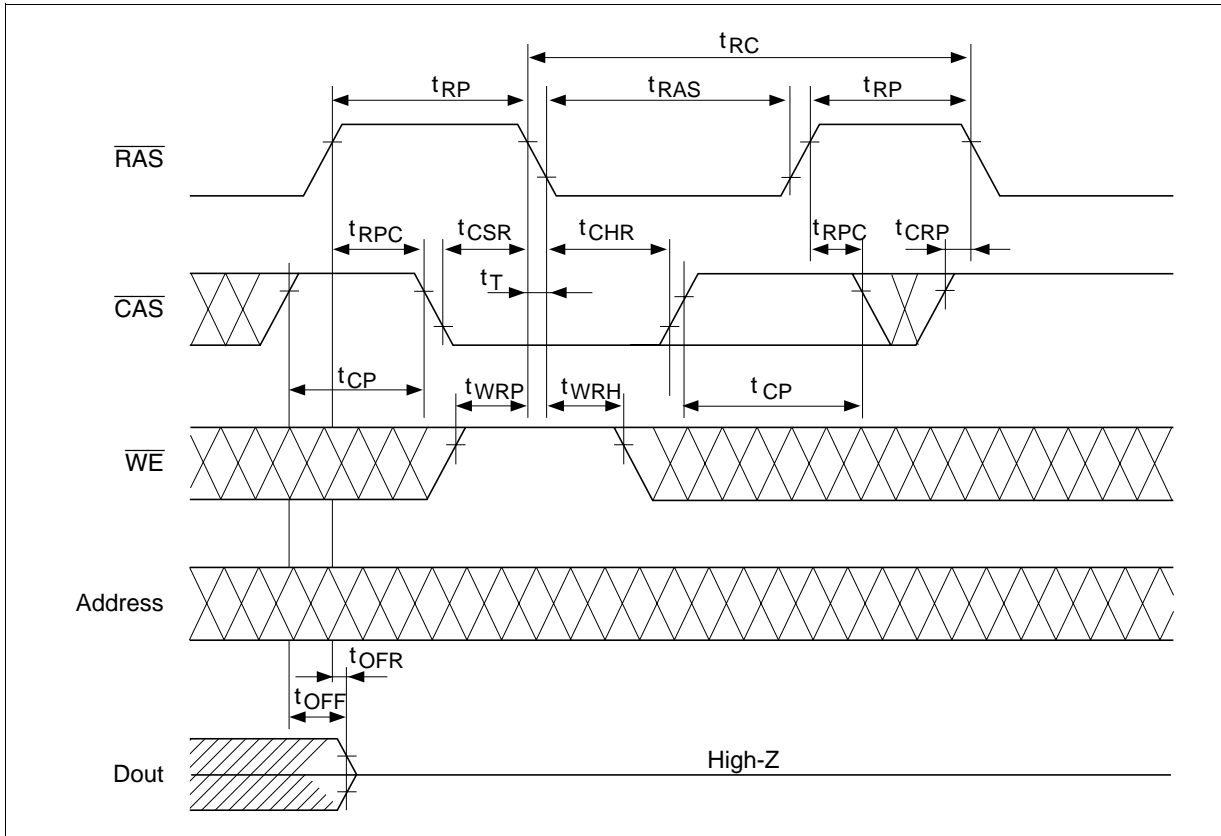 tRC
tRP tRAS tRP
RAS
tRPC tCSR tCHR tRPC tCRP
tT
CAS
tCP tWRP tWRH tCP
WE
Address
tOFR
tOFF
High-Z
Dout